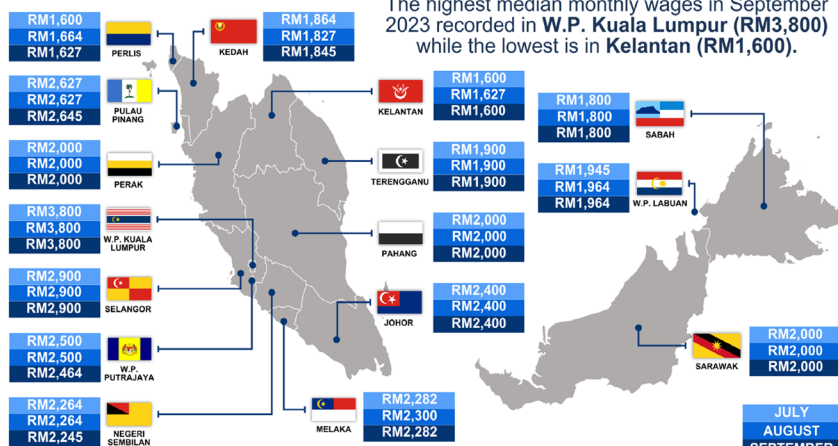 The highest median monthly wages in September
2023 recorded in W.P. Kuala Lumpur (RM3,800)
while the lowest is in Kelantan (RM1,600).
RM1,600
RM1,664
RM1,627
PERLIS
RM1,864
RM1,827
RM1,845
KEDAH
RM2,627
RM2,627
RM2,645
PULAU
PINANG
RM1,600
RM1,627
RM1,600
KELANTAN
RM1,800
RM1,800
RM1,800
SABAH
RM2,000
RM2,000
RM2,000
PERAK
RM1,900
RM1,900
RM1,900
TERENGGANU
RM1,945
RM1,964
RM1,964
W.P. LABUAN
RM3,800
RM3,800
RM3,800
W.P. KUALA
LUMPUR
RM2,000
RM2,000
RM2,000
PAHANG
RM2,900
RM2,900
RM2,900
SELANGOR
RM2,400
RM2,400
RM2,400
JOHOR
RM2,500
RM2,500
RM2,464
W.P.
PUTRAJAYA
RM2,000
RM2,000
RM2,000
SARAWAK
RM2,264
RM2,264
RM2,245
NEGERI
SEMBILAN
RM2,282
RM2,300
RM2,282
MELAKA
JULY
AUGUST
SEPTEMBER